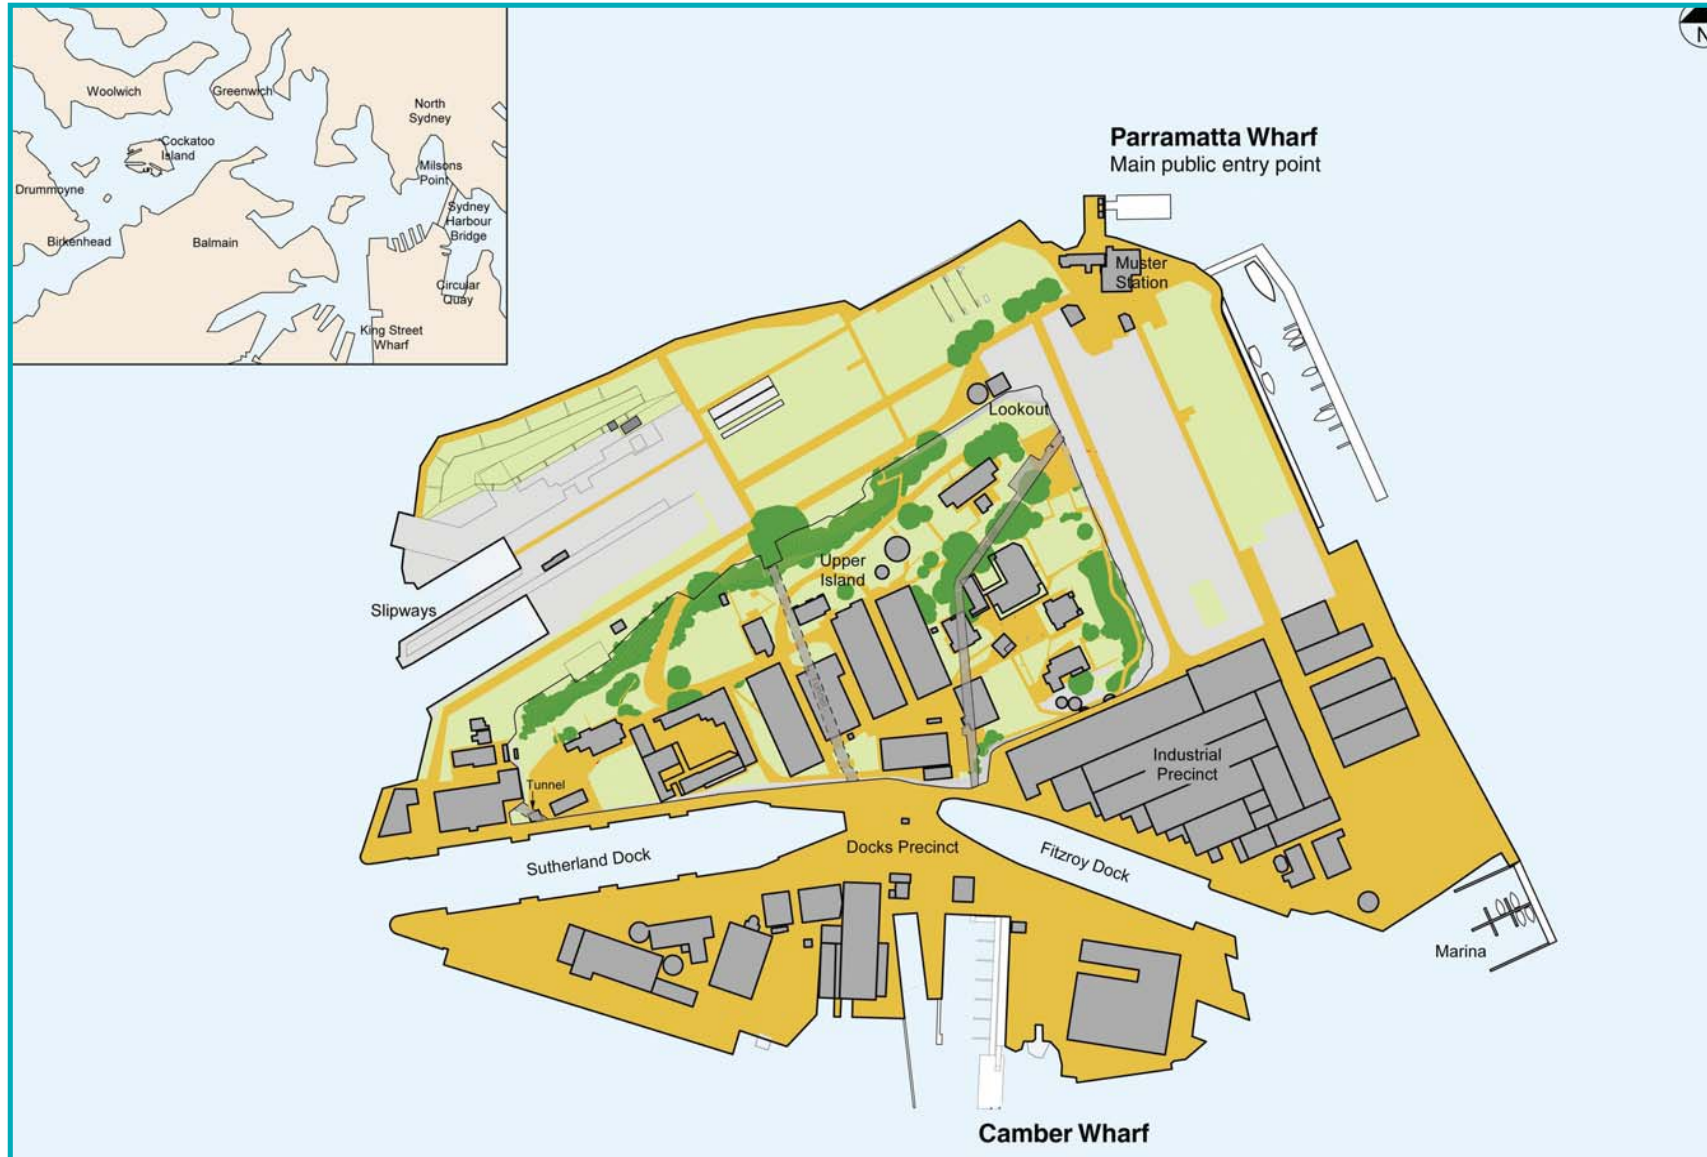 N
Woolwich
Greenwich
North
Sydney
Cockatoo
Island
Milsons
Point
Drummoyne
Sydney
Harbour
Bridge
Birkenhead
Balmain
Circular
Quay
King Street
Wharf
Parramatta Wharf
Main public entry point
Muster
Station
Lookout
Upper
Island
Slipways
Industrial
Precinct
Tunnel
Docks Precinct
Sutherland Dock
Fitzroy Dock
Marina
Camber Wharf